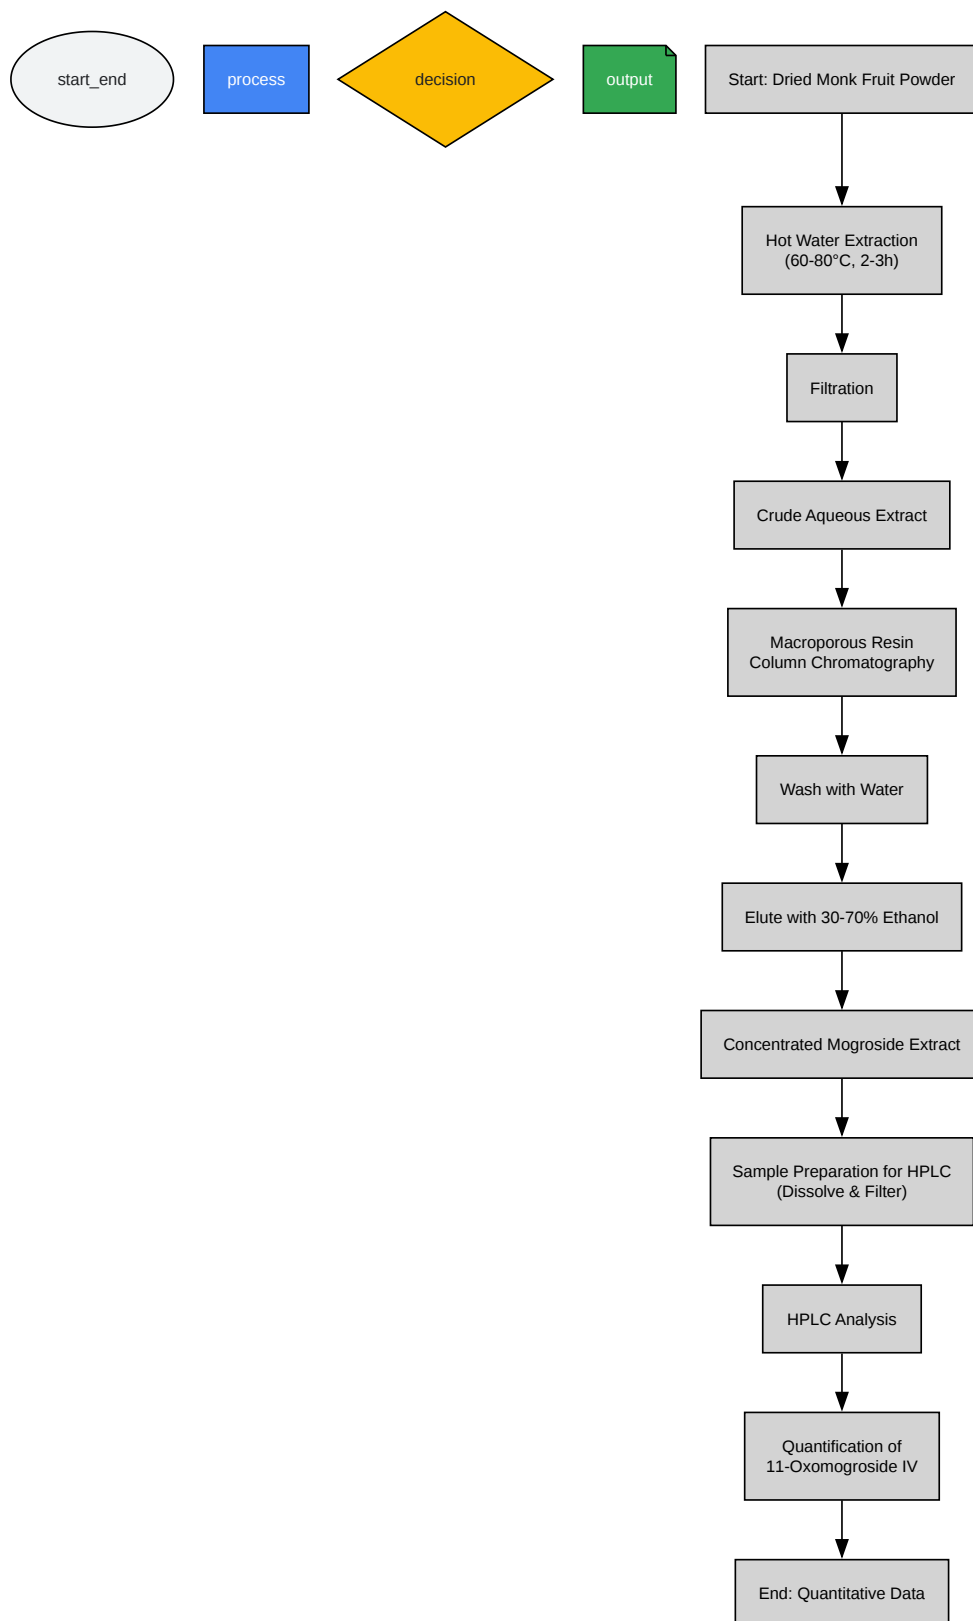 start_end
process
decision
output
Start: Dried Monk Fruit Powder
Hot Water Extraction
(60-80°C, 2-3h)
Filtration
Crude Aqueous Extract
Macroporous Resin
Column Chromatography
Wash with Water
Elute with 30-70% Ethanol
Concentrated Mogroside Extract
Sample Preparation for HPLC
(Dissolve & Filter)
HPLC Analysis
Quantification of
11-Oxomogroside IV
End: Quantitative Data